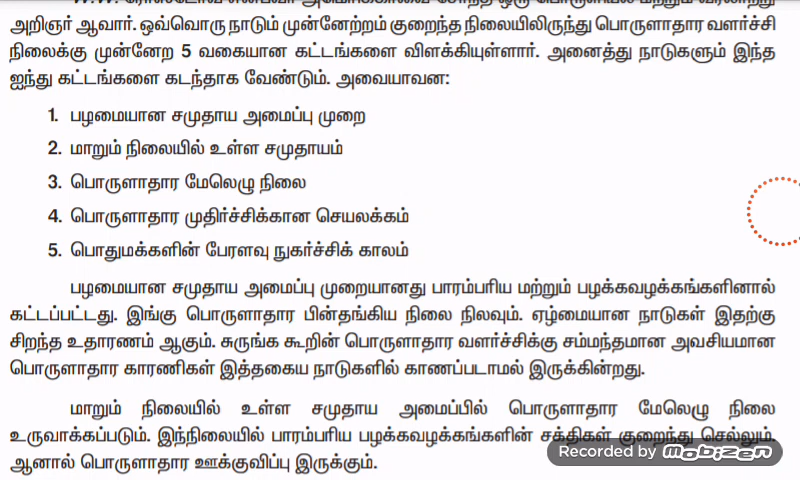 அறிஞர் ஆவார். ஒவ்வொரு நாடும் முன்னேற்றம் குறைந்த நிலையிலிருந்து பொருளாதார வளர்ச்சி
நிலைக்கு முன்னேற 5 வகையான கட்டங்களை விளக்கியுள்ளார். அனைத்து நாடுகளும் இந்த
ஐந்து கட்டங்களை கடந்தாக வேண்டும். அவையாவன:
1. பழமையான சமுதாய அமைப்பு முறை
2. மாறும் நிலையில் உள்ள சமுதாயம்
3. பொருளாதார மேலெழு நிலை
4. பொருளாதார முதிர்ச்சிக்கான செயலக்கம்
5. பொதுமக்களின் பேரளவு நுகர்ச்சிக் காலம்
பழமையான சமுதாய அமைப்பு முறையானது பாரம்பரிய மற்றும் பழக்கவழக்கங்களினால்
கட்டப்பட்டது. இங்கு பொருளாதார பின்தங்கிய நிலை நிலவும். ஏழ்மையான நாடுகள் இதற்கு
சிறந்த உதாரணம் ஆகும். சுருங்க கூறின் பொருளாதார வளர்ச்சிக்கு சம்மந்தமான அவசியமான
பொருளாதார காரணிகள் இத்தகைய நாடுகளில் காணப்படாமல் இருக்கின்றது.
மாறும் நிலையில் உள்ள சமுதாய அமைப்பில் பொருளாதார மேலெழு நிலை
உருவாக்கப்படும். இந்நிலையில் பாரம்பரிய பழக்கவழக்கங்களின் சக்திகள் குறைந்து செல்லும்.
ஆனால் பொருளாதார ஊக்குவிப்பு இருக்கும்.
Recorded by mobizen